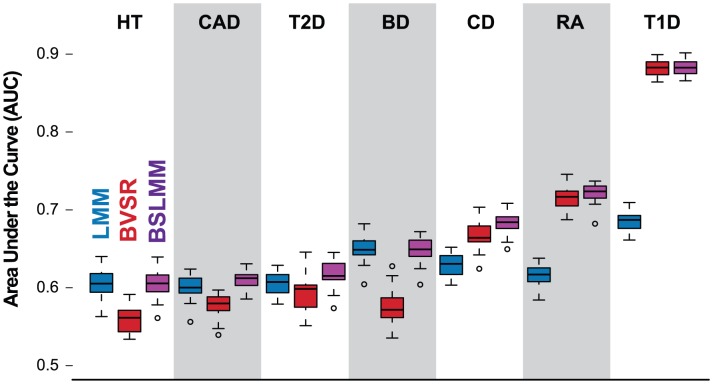 HT CAD T2D BD CD RA T1D
Area Under the Curve (AUC)
0.9
0.8
0.7
0.6
0.5
LMM
BVSR
BSLMM